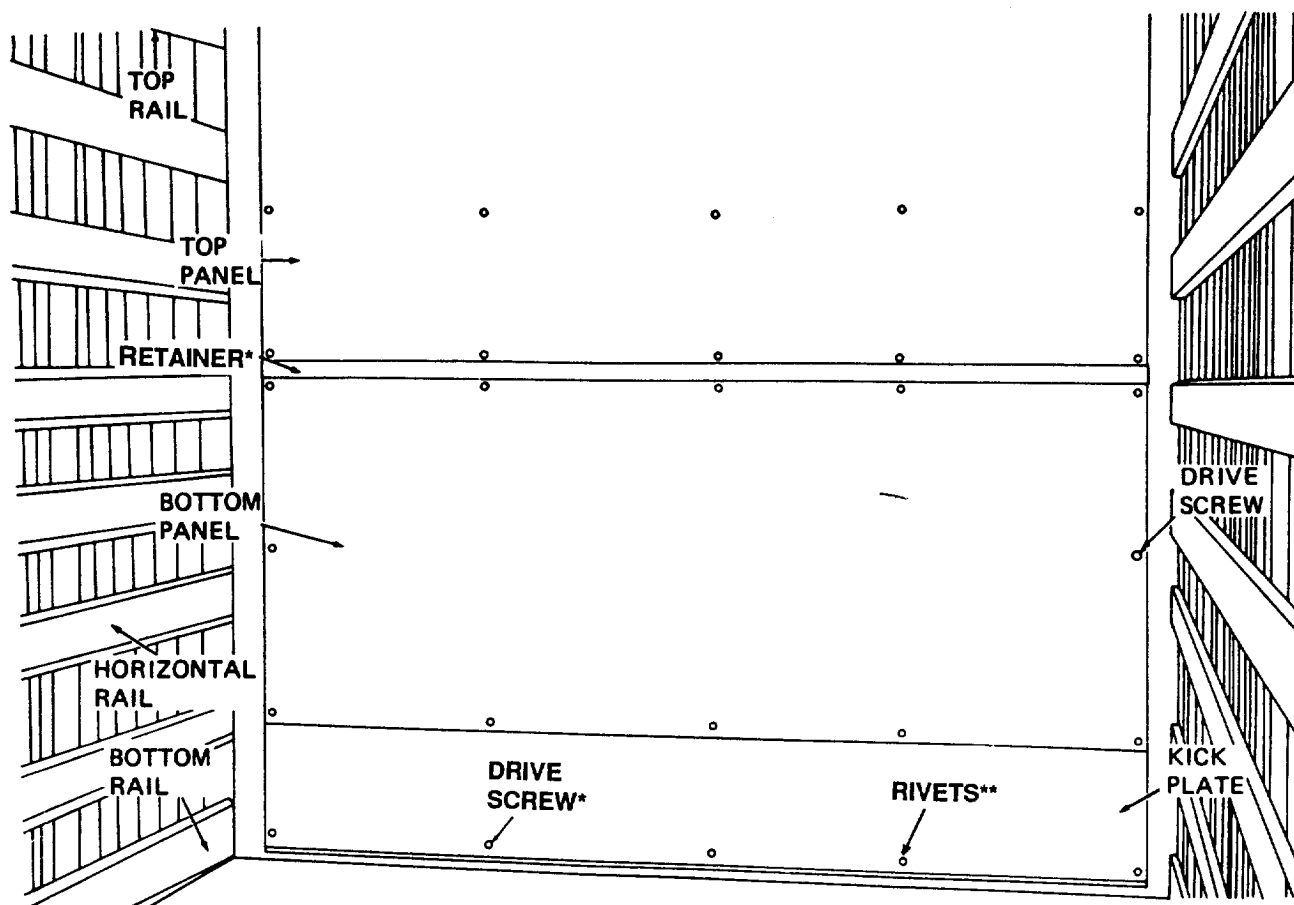 TOP
RAIL
TOP
PANEL
RETAINER*
BOTTOM
PANEL
DRIVE
SCREW
HORIZONTAL
RAIL
BOTTOM
RAIL
DRIVE
SCREW*
RIVETS**
KICK
PLATE